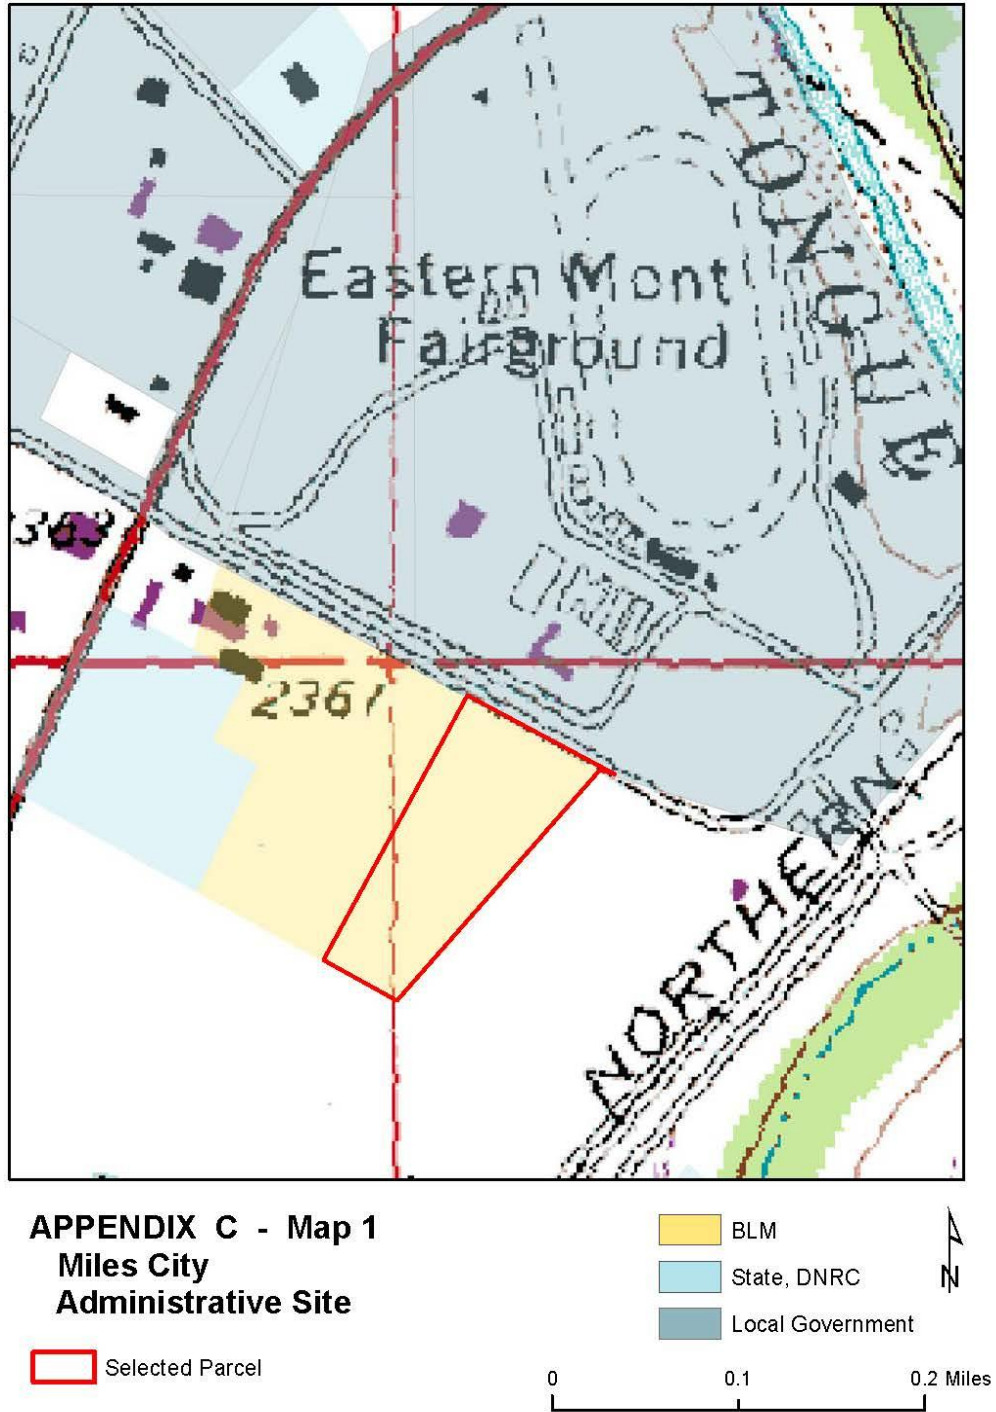 TONGUE
Eastern Mont
Fairground
2361
NORTHERN
APPENDIX C - Map 1
Miles City
Administrative Site
Selected Parcel
BLM
State, DNRC
Local Government
N
0 0.1 0.2 Miles